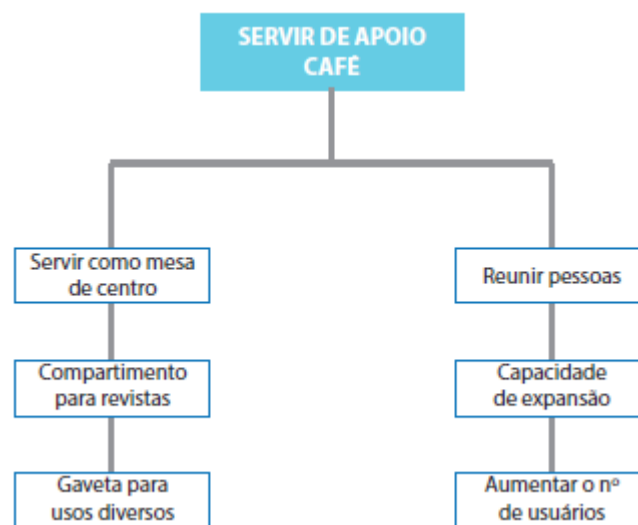 SERVIR DE APOIO
CAFÉ
Servir como mesa
de centro
Reunir pessoas
Compartimento
para revistas
Capacidade
de expansão
Gaveta para
usos diversos
Aumentar o nº
de usuários